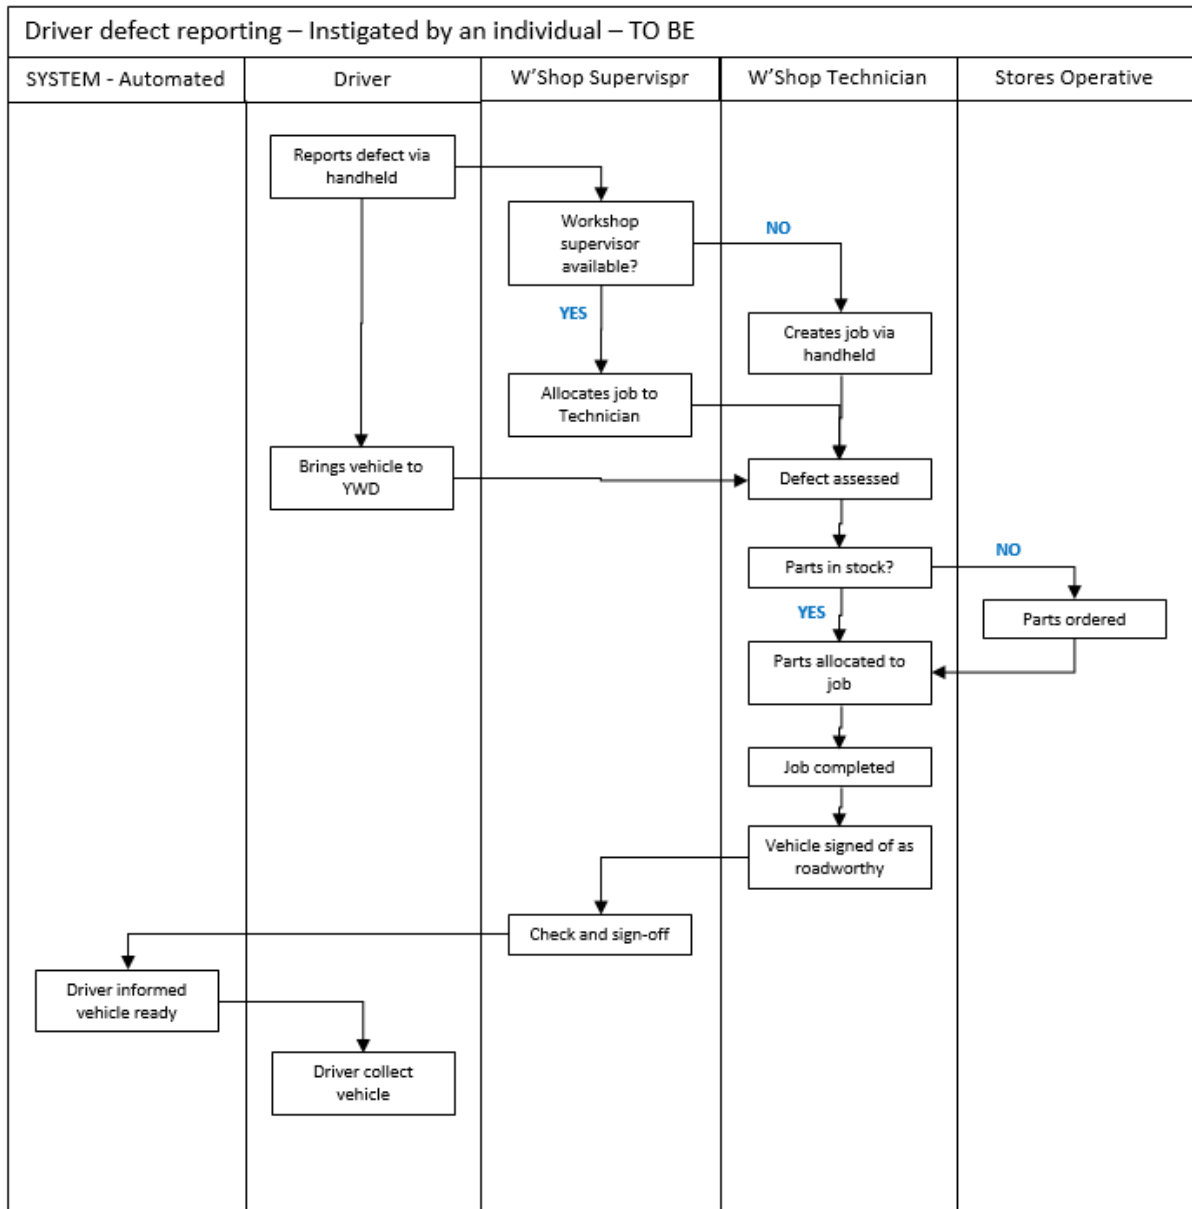 Driver defect reporting – Instigated by an individual – TO BE
SYSTEM - Automated
Driver
W'Shop Supervispr
W'Shop Technician
Stores Operative
Reports defect via
handheld
Workshop
supervisor
available?
NO
YES
Creates job via
handheld
Allocates job to
Technician
Brings vehicle to
YWD
Defect assessed
Parts in stock?
NO
YES
Parts ordered
Parts allocated to
job
Job completed
Vehicle signed of as
roadworthy
Check and sign-off
Driver informed
vehicle ready
Driver collect
vehicle